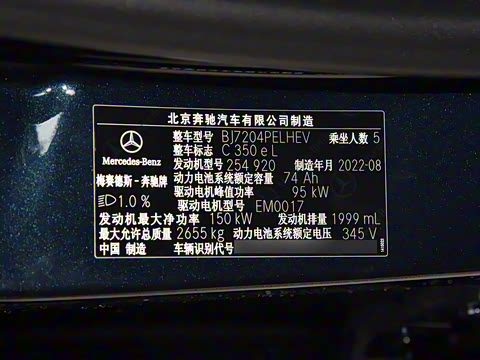 北京奔驰汽车有限公司制造
整车型号 BJ7204PELHEV 乘坐人数 5
整车标志 C 350 e L
发动机型号 254 920 制造年月 2022-08
Mercedes-Benz
动力电池系统额定容量 74 Ah
梅赛德斯-奔驰牌
驱动电机峰值功率 95 kW
1.0 %
驱动电机型号 EM0017
发动机最大净功率 150 kW 发动机排量 1999 mL
最大允许总质量 2655 kg 动力电池系统额定电压 345 V
中国 制造 车辆识别代号